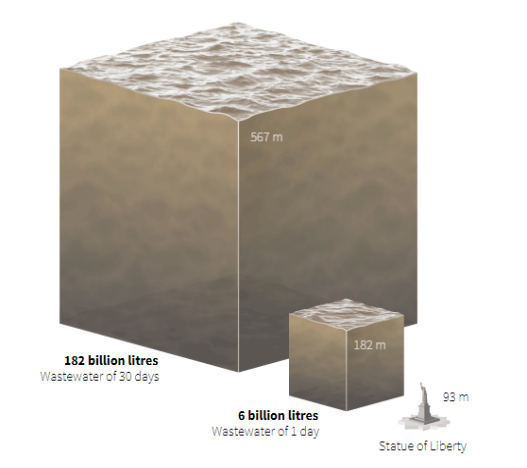 567 m
182 m
182 billion litres
Wastewater of 30 days
93 m
6 billion litres
Wastewater of 1 day
Statue of Liberty